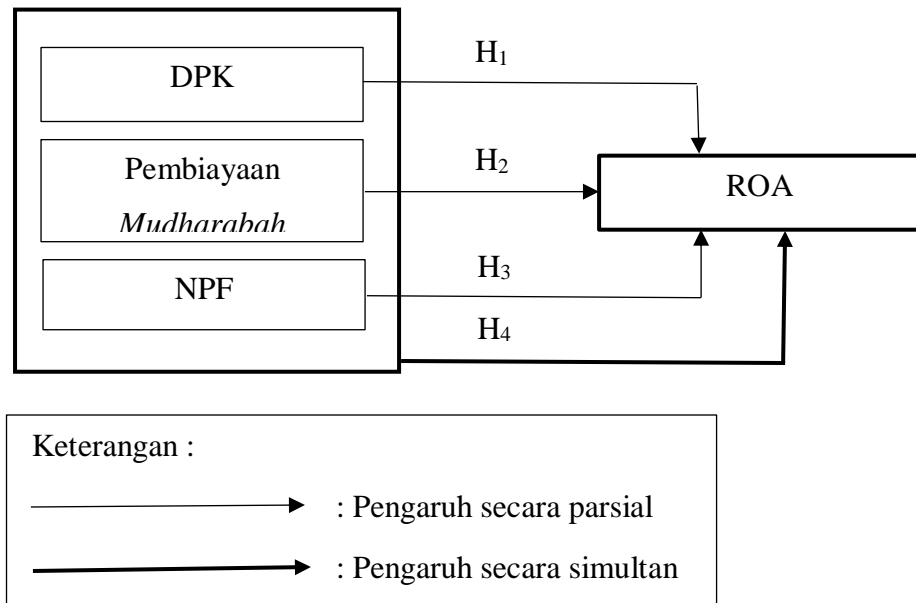 H₁
DPK
Pembiayaan
Mudharabah
H₂
ROA
NPF
H₃
H₄
Keterangan :
: Pengaruh secara parsial
: Pengaruh secara simultan